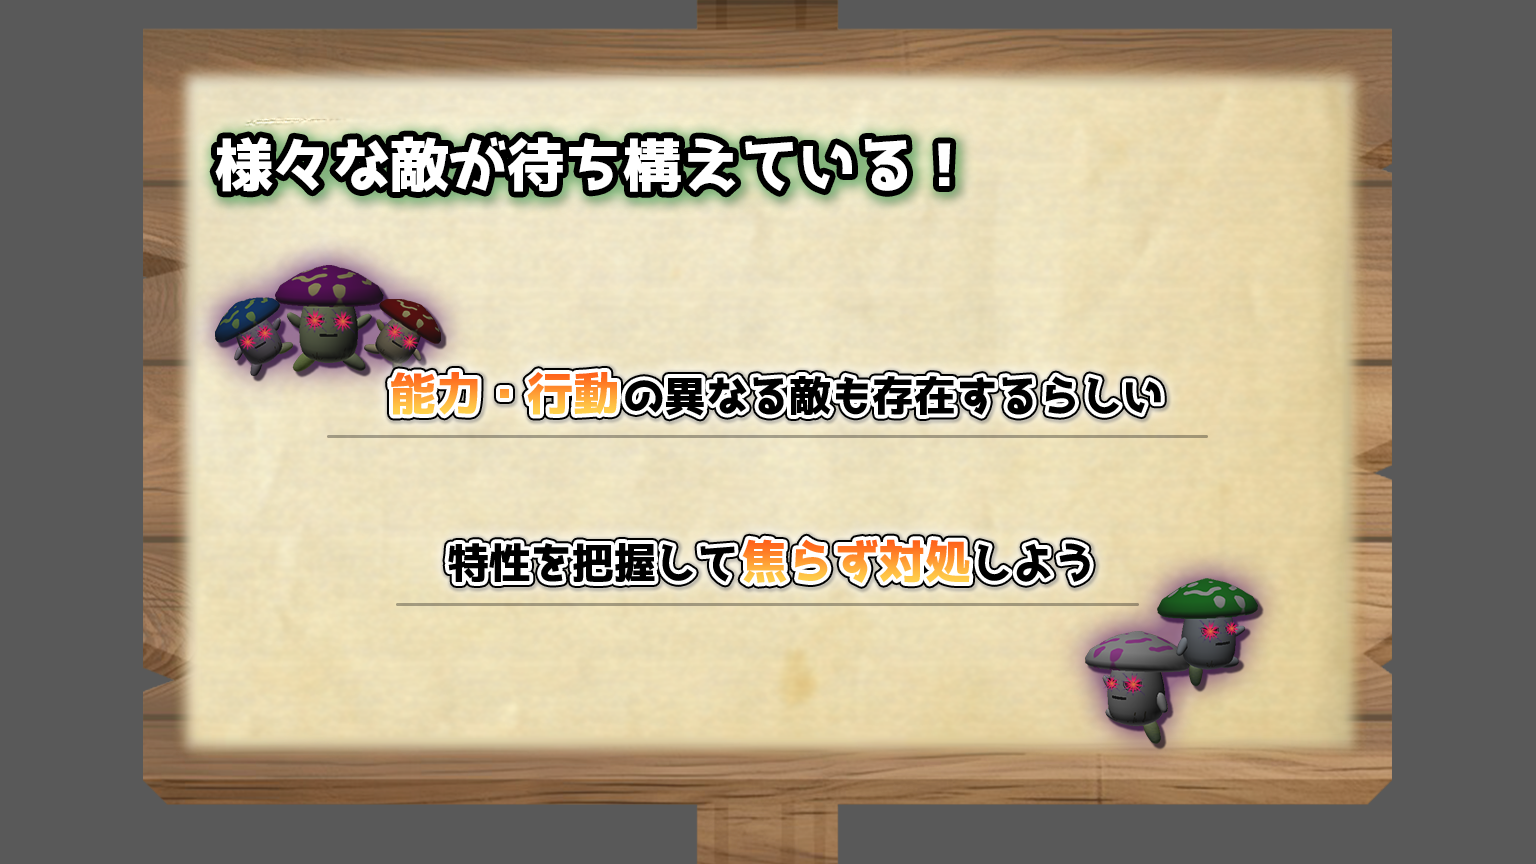 様々な敵が待ち構えている！
能力・行動の異なる敵も存在するらしい
特性を把握して焦らず対処しよう